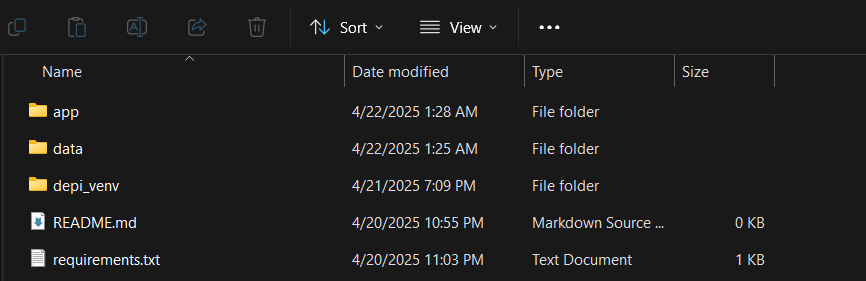 Sort View
Name Date modified Type Size
app 4/22/2025 1:28 AM File folder
data 4/22/2025 1:25 AM File folder
depi_venv 4/21/2025 7:09 PM File folder
README.md 4/20/2025 10:55 PM Markdown Source ... 0 KB
requirements.txt 4/20/2025 11:03 PM Text Document 1 KB